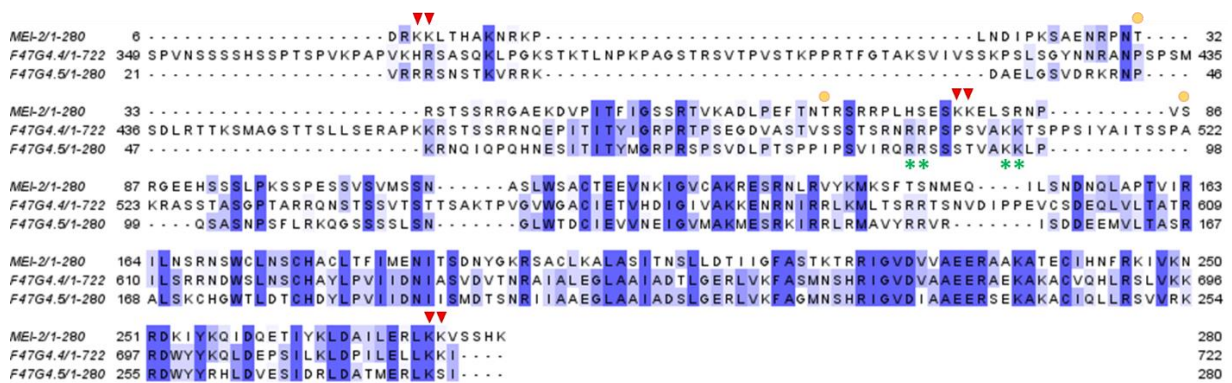 MEI-2/1-280 6 - - - - - - - - - - - - - - - - - - - - DRKKLTHAKNRKP - - - - - - - - - - - - - - - - - - - - - - - - - - - - - - - - - - - - LNDIPKSAENRPNT - - - - 32
F47G4.4/1-722 349 SPVNSSSSHSSPTSPVKPAPVKHRSASQKLPGKSTKTLNPKPAGSTRSVTPVSTKPPRTFGTAKSVIVSSKPSLSGYNNRANPSPSM 435
F47G4.5/1-280 21 - - - - - - - - - - - - - - - - - - - - VRRRSNSTKVRRK - - - - - - - - - - - - - - - - - - - - - - - - - - - - - - - - - - - - - DAELGSVDRKRNP - - - - 46
MEI-2/1-280 33 - - - - - - - - - - - - - - - - - - - - - - - RSTSSRRGAEKDVPITFIGSSRTVKADLPEFTNTRSRRPLHSESKKELSRNP - - - - - - - - - - VS 86
F47G4.4/1-722 436 SDLRTTKSMAGSTTSLLSERAPKKRSTSSRRNQEPITITYIGRPRTPSEGDVASTVSSSTSRNRRPSPSVAKKTSPPSIYAITSSPA 522
F47G4.5/1-280 47 - - - - - - - - - - - - - - - - - - - - - - - KRNQIQPQHNESITITYMGRPRSPSVDLPTSPPIPSVIRQRRSSSTVAKKLP - - - - - - - - - - - - 98
** **
MEI-2/1-280 87 RGEEHSSSLPKSSPESSVSVMSSN - - - - - - ASLWSACTEEVNKIGVCAKRESRNLRVYKMKSFTSNMEQ - - - - ILSNDNQLAPTVIR 163
F47G4.4/1-722 523 KRASSTASGPTARRQNSTSSVTSTTSAKTPVGVWGACIETVHDIGIVAKKENRNIRRLKMLTSRRTSNVDIPPEVCSDEQLVLTATR 609
F47G4.5/1-280 99 - - - QSASNPSFLRKQGSSSSLSN - - - - - - - GLWTDCIEVVNEIGVMAKMESRKIRRLRMAVYRRVR - - - - - - - ISDDEEMVLTASR 167
MEI-2/1-280 164 ILNSRNSWCLNSCHACLTFIMENITSDNYGKRSACLKALASITNSLLDTIIGFASTKTRRIGVDVVAEERAAKATECIHNFRKIVKN 250
F47G4.4/1-722 610 ILSRRNDWSLNSCHAYLPVIIDNIASVDVTNRAIALEGLAAIADTLGERLVKFASMNSHRIGVDVAAEERAAKAKACVQHLRSLVKK 696
F47G4.5/1-280 168 ALSKCHGWTLDTCHDYLPVIIDNIISMDTSNRIIAAEGLAAIADSLGERLVKFAGMNSHRIGVDIAAEERSEKAKACIQLLRSVVRK 254
MEI-2/1-280 251 RDKIYKQIDQETIYKLDAILERLKKVSSHK 280
F47G4.4/1-722 697 RDWYYKQLDEPSILKLDPILELLKKI - - - - 722
F47G4.5/1-280 255 RDWYYRHLDVESIDRLDATMERLKSI - - - - 280